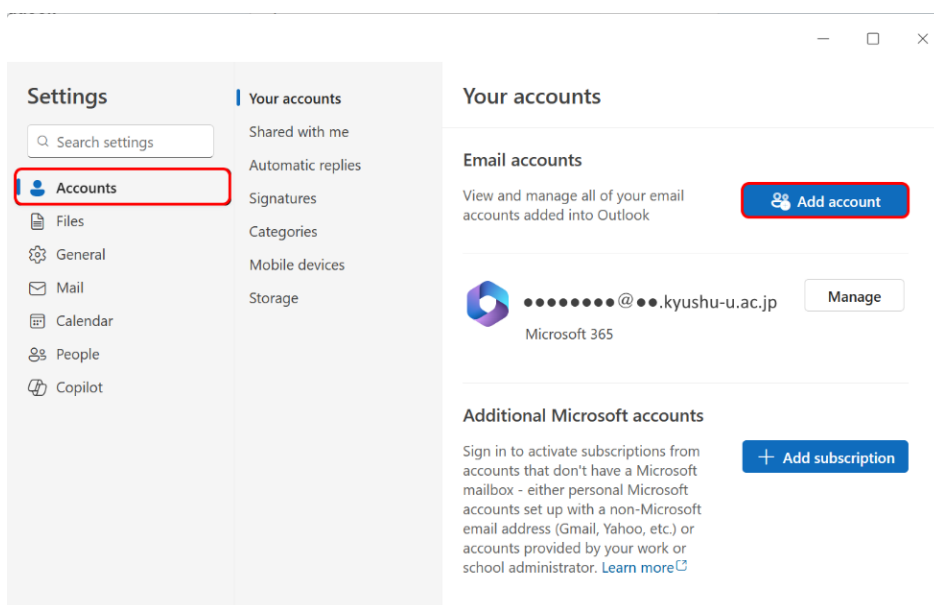 Settings
Search settings
Accounts
Files
General
Mail
Calendar
People
Copilot
Your accounts
Shared with me
Automatic replies
Signatures
Categories
Mobile devices
Storage
Your accounts
Email accounts
View and manage all of your email
accounts added into Outlook
Add account
●●●●●●●●@●●.kyushu-u.ac.jp
Microsoft 365
Manage
Additional Microsoft accounts
Sign in to activate subscriptions from
accounts that don't have a Microsoft
mailbox - either personal Microsoft
accounts set up with a non-Microsoft
email address (Gmail, Yahoo, etc.) or
accounts provided by your work or
school administrator. Learn more
Add subscription